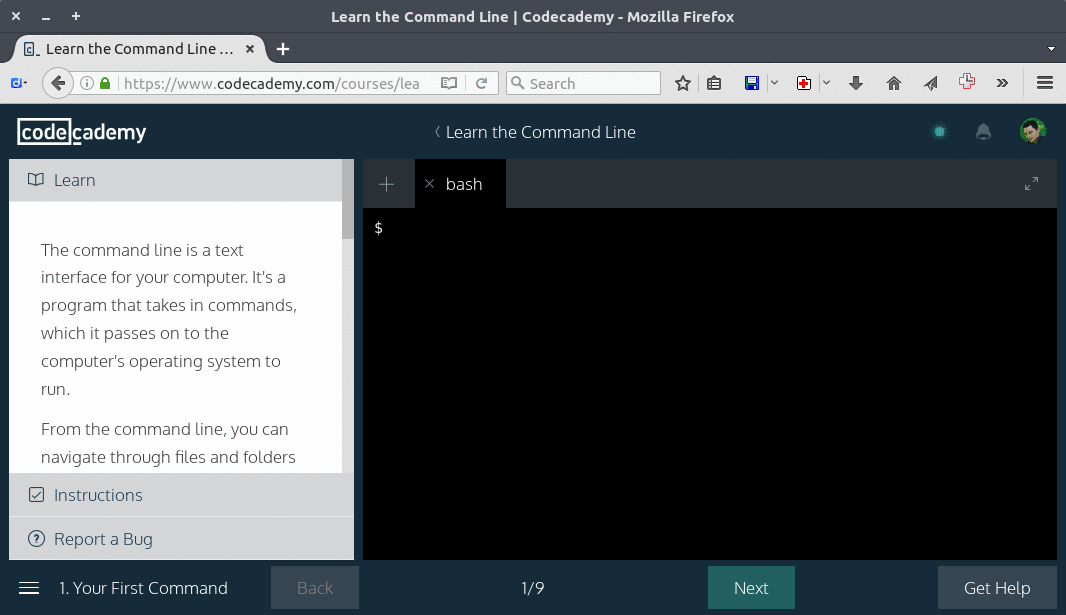 Learn the Command Line | Codecademy - Mozilla Firefox
Learn the Command Line ...
https://www.codecademy.com/courses/lea
Search
codecademy
Learn the Command Line
Learn
bash
$
The command line is a text
interface for your computer. It's a
program that takes in commands,
which it passes on to the
computer's operating system to
run.
From the command line, you can
navigate through files and folders
Instructions
Report a Bug
1. Your First Command
Back
1/9
Next
Get Help